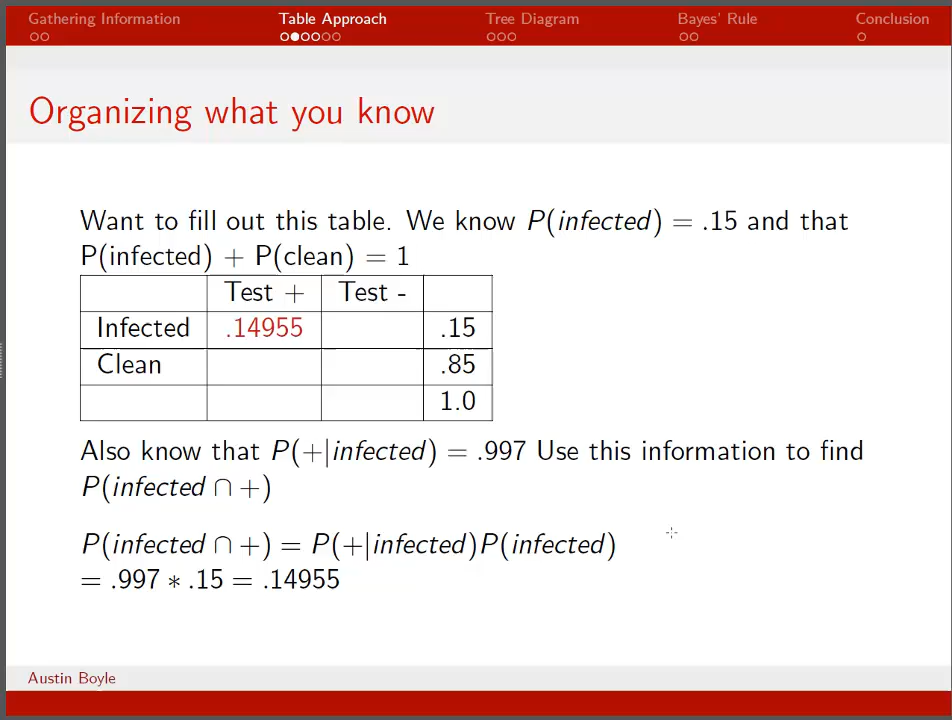 Gathering Information Table Approach Tree Diagram Bayes' Rule Conclusion
Organizing what you know
Want to fill out this table. We know P(infected) = .15 and that
P(infected) + P(clean) = 1
Test + Test -
Infected .14955 .15
Clean .85
1.0
Also know that P(+|infected) = .997 Use this information to find
P(infected ∩ +)
P(infected ∩ +) = P(+|infected)P(infected)
= .997 * .15 = .14955
Austin Boyle